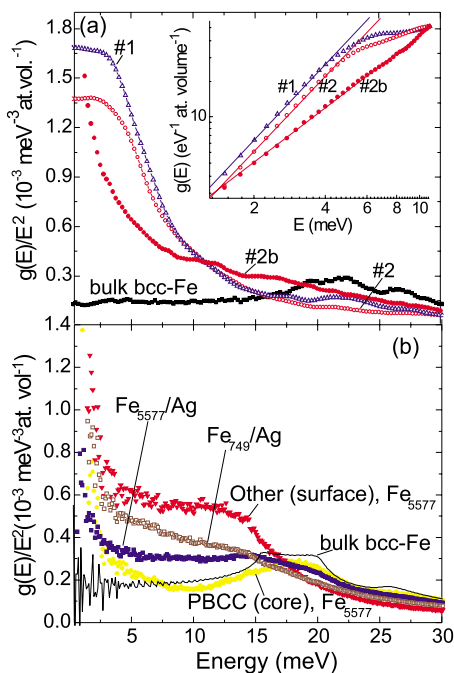 (a)
#1
g(E)/E² (10⁻³ meV⁻³at.vol.⁻¹)
1.8
1.5
1.2
0.9
0.6
0.3
g(E) (eV⁻¹ at. volume⁻¹)
10
#1
#2
#2b
2
4
6
8
10
E (meV)
#2b
#2
bulk bcc-Fe
(b)
g(E)/E²(10⁻³ meV⁻³at. vol⁻¹)
1.4
1.2
1.0
0.8
0.6
0.4
0.2
Fe₅₅₇₇/Ag
Fe₇₄₉/Ag
Other (surface), Fe₅₅₇₇
bulk bcc-Fe
PBCC (core), Fe₅₅₇₇
5 10 15 20 25 30
Energy (meV)